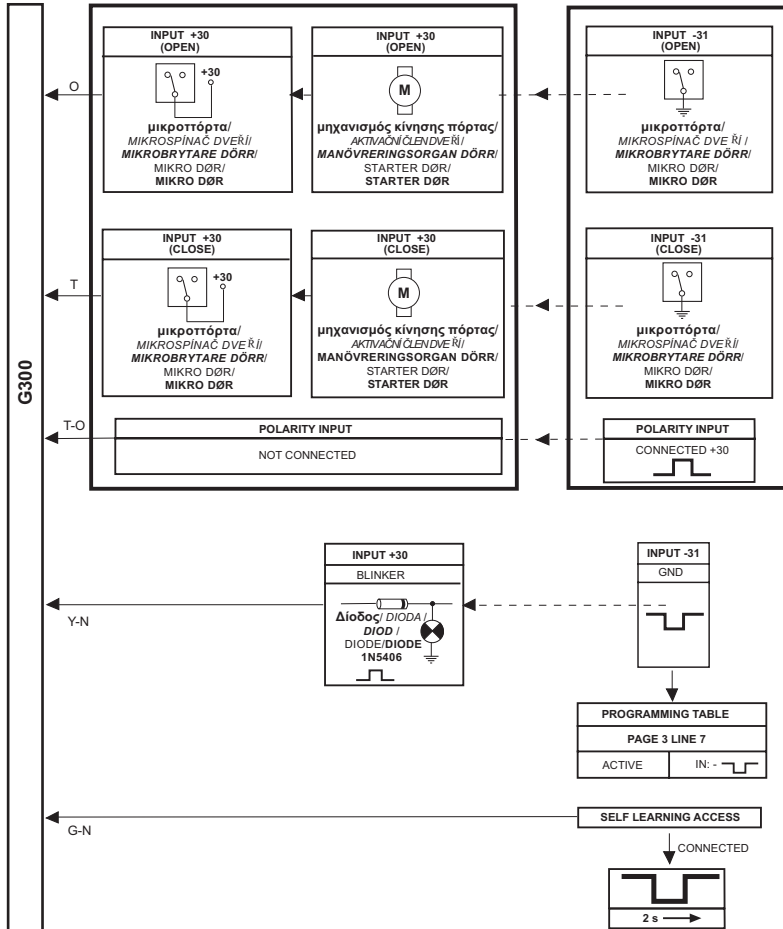 G300
INPUT +30
(OPEN)
+30
μικροττόρτα/
MIKROSPÍNAČ DVEŘÍ/
MIKROBRYTARE DÖRR/
MIKRO DØR/
MIKRO DØR
INPUT +30
(OPEN)
M
μηχανισμός κίνησης πόρτας/
AKTIVAČNÍ ČLEN DVEŘÍ/
MANÖVRERINGSORGAN DÖRR/
STARTER DØR/
STARTER DØR
INPUT -31
(OPEN)
μικροττόρτα/
MIKROSPÍNAČ DVE ŘÍ /
MIKROBRYTARE DÖRR/
MIKRO DØR/
MIKRO DØR
O
INPUT +30
(CLOSE)
+30
μικροττόρτα/
MIKROSPÍNAČ DVEŘÍ/
MIKROBRYTARE DÖRR/
MIKRO DØR/
MIKRO DØR
INPUT +30
(CLOSE)
M
μηχανισμός κίνησης πόρτας/
AKTIVAČNÍ ČLEN DVEŘÍ/
MANÖVRERINGSORGAN DÖRR/
STARTER DØR/
STARTER DØR
INPUT -31
(CLOSE)
μικροττόρτα/
MIKROSPÍNAČ DVEŘÍ/
MIKROBRYTARE DÖRR/
MIKRO DØR/
MIKRO DØR
T
T-O
POLARITY INPUT
NOT CONNECTED
POLARITY INPUT
CONNECTED +30
Y-N
INPUT +30
BLINKER
Δίοδος/ DIODA /
DIOD /
DIODE/DIODE
1N5406
INPUT -31
GND
PROGRAMMING TABLE
PAGE 3 LINE 7
ACTIVE IN: -
G-N
SELF LEARNING ACCESS
CONNECTED
2 s